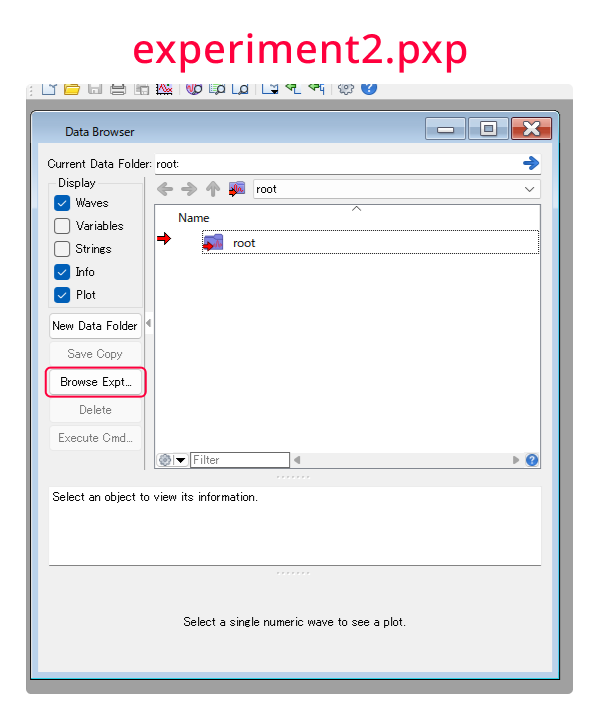 experiment2.pxp
Data Browser
Current Data Folder: root:
Display
Waves
Variables
Strings
Info
Plot
New Data Folder
Save Copy
Browse Expt...
Delete
Execute Cmd...
root
Name
root
Filter
Select an object to view its information.
Select a single numeric wave to see a plot.